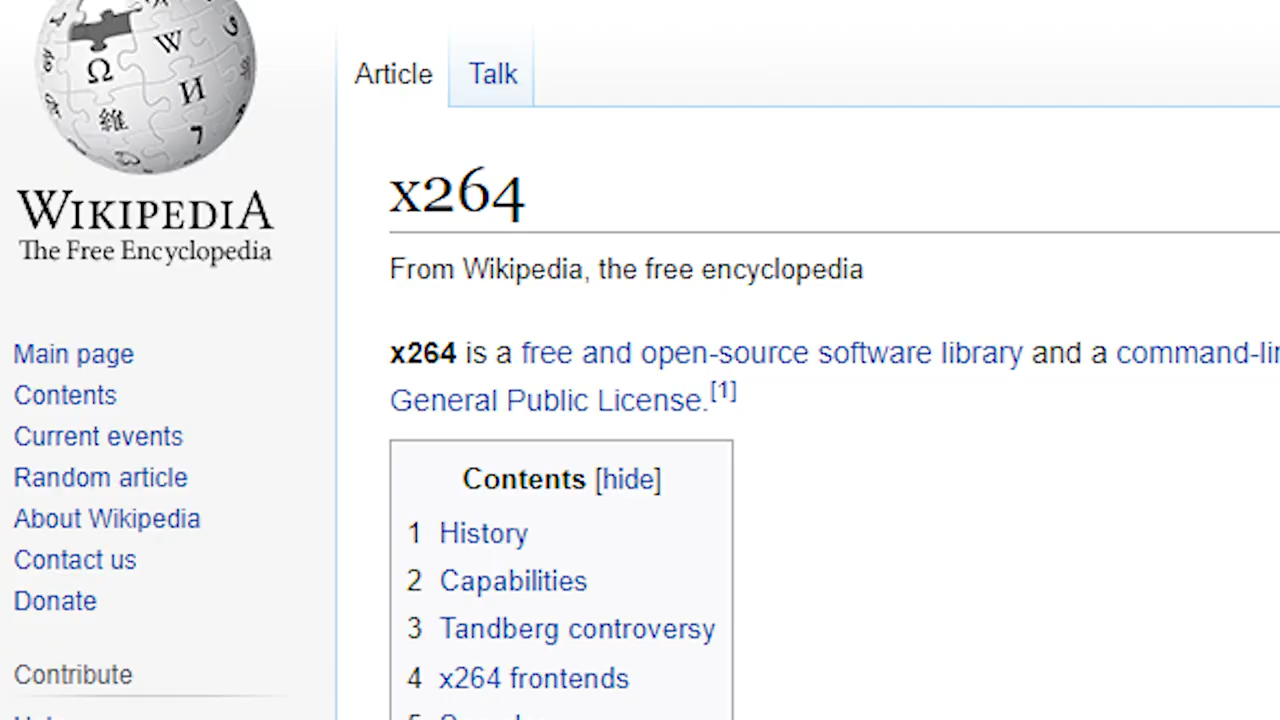 WIKIPEDIA
The Free Encyclopedia
Main page
Contents
Current events
Random article
About Wikipedia
Contact us
Donate
Contribute
Article
Talk
x264
From Wikipedia, the free encyclopedia
x264 is a free and open-source software library and a
General Public License.[1]
Contents [hide]
1 History
2 Capabilities
3 Tandberg controversy
4 x264 frontends